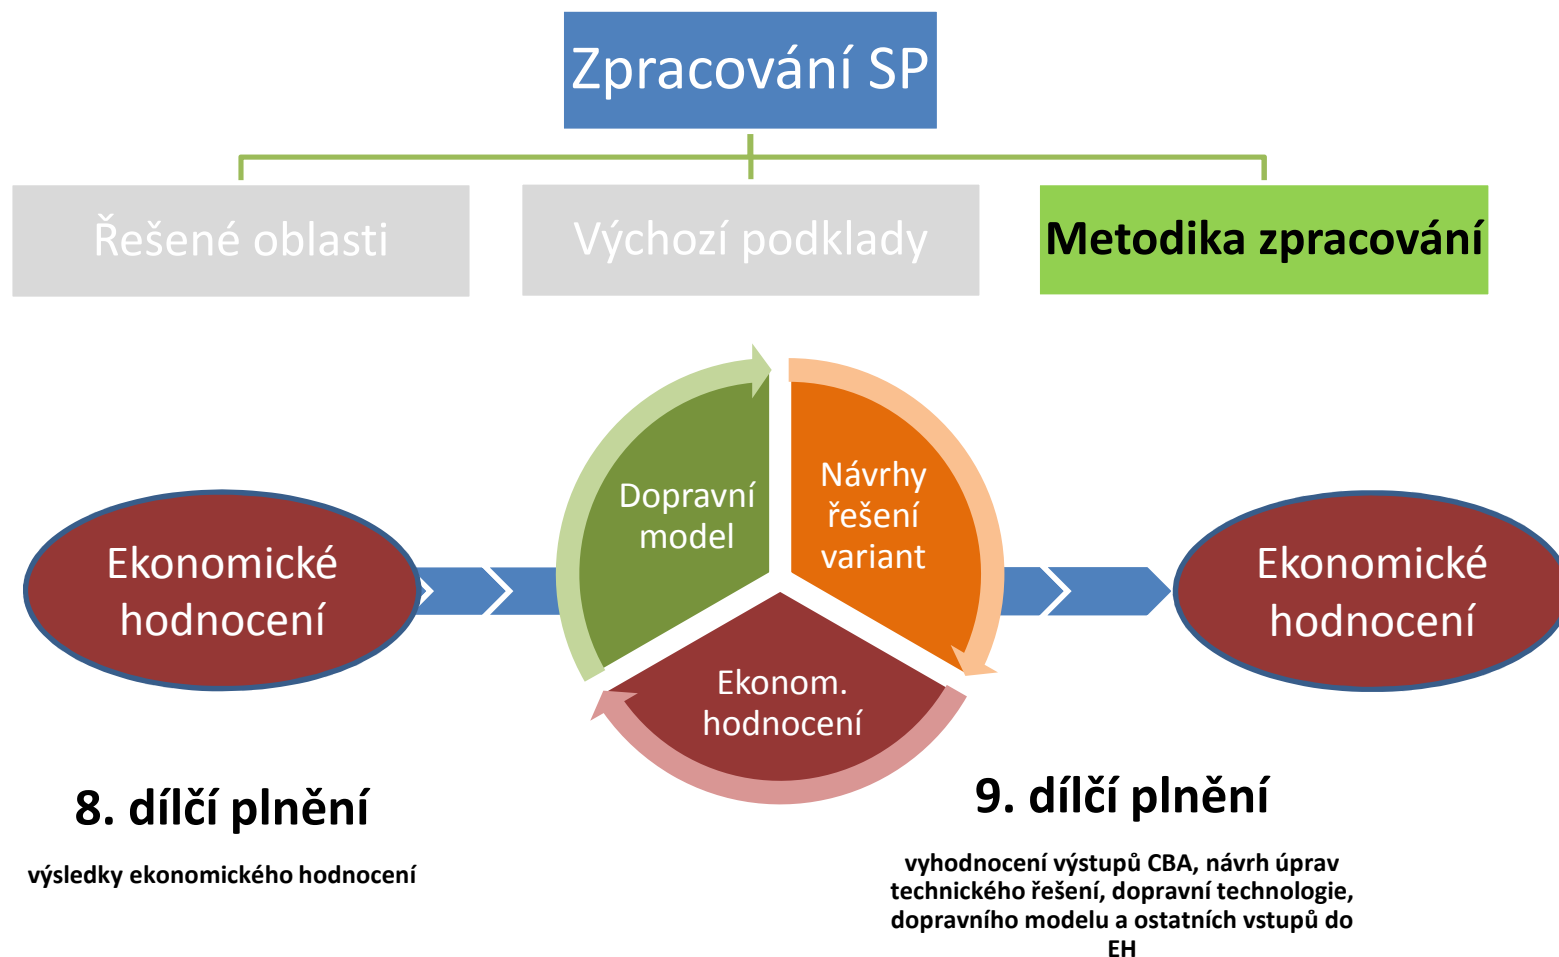 Zpracování SP
Řešené oblasti
Výchozí podklady
Metodika zpracování
Dopravní
model
Návrhy
řešení
variant
Ekonom.
hodnocení
Ekonomické
hodnocení
Ekonomické
hodnocení
8. dílčí plnění
výsledky ekonomického hodnocení
9. dílčí plnění
vyhodnocení výstupů CBA, návrh úprav
technického řešení, dopravní technologie,
dopravního modelu a ostatních vstupů do
EH